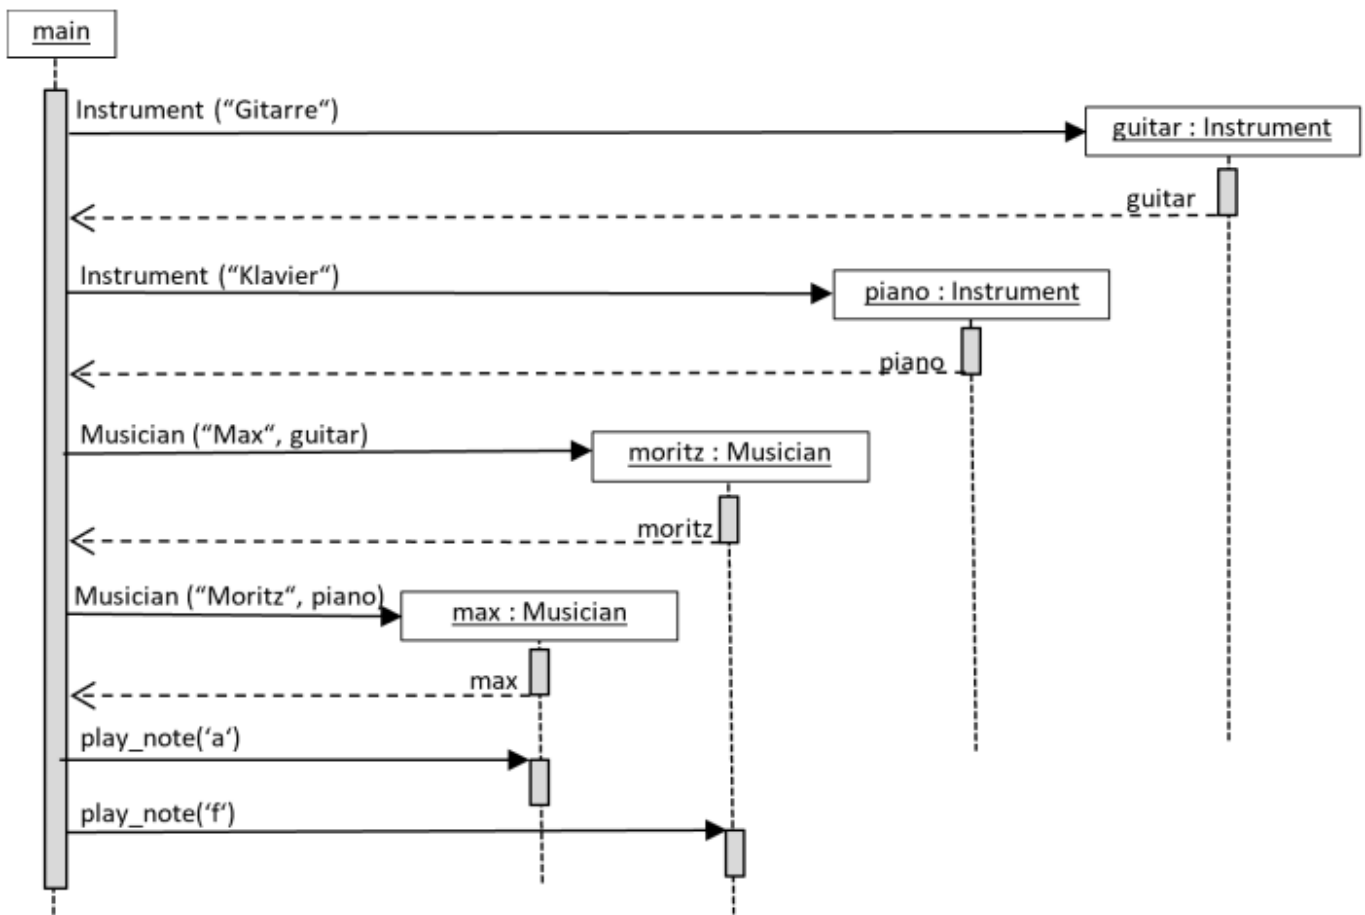 main
Instrument (“Gitarre“)
guitar : Instrument
guitar
Instrument (“Klavier“)
piano : Instrument
piano
Musician (“Max“, guitar)
moritz : Musician
moritz
Musician (“Moritz“, piano)
max : Musician
max
play_note(‘a‘)
play_note(‘f‘)